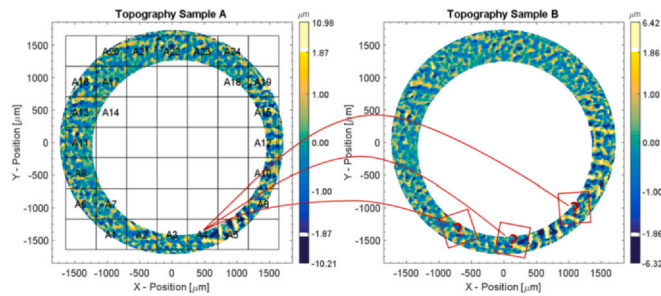 Topography Sample A
μm
10.98
1.87
1.00
0.00
-1.00
-1.87
-10.21
1500
1000
500
0
-500
-1000
-1500
Y - Position [μm]
-1500 -1000 -500 0 500 1000 1500
X - Position [μm]
A20 A21 A22 A23 A24
A16 A17 A18 A19
A13 A14 A15
A11 A12
A9 A10
A6 A7 A8
A1 A3 A4 A5
Topography Sample B
μm
6.42
1.87
1.00
0.00
-1.00
-1.87
-6.32
1500
1000
500
0
-500
-1000
-1500
Y - Position [μm]
-1500 -1000 -500 0 500 1000 1500
X - Position [μm]
? ? ?